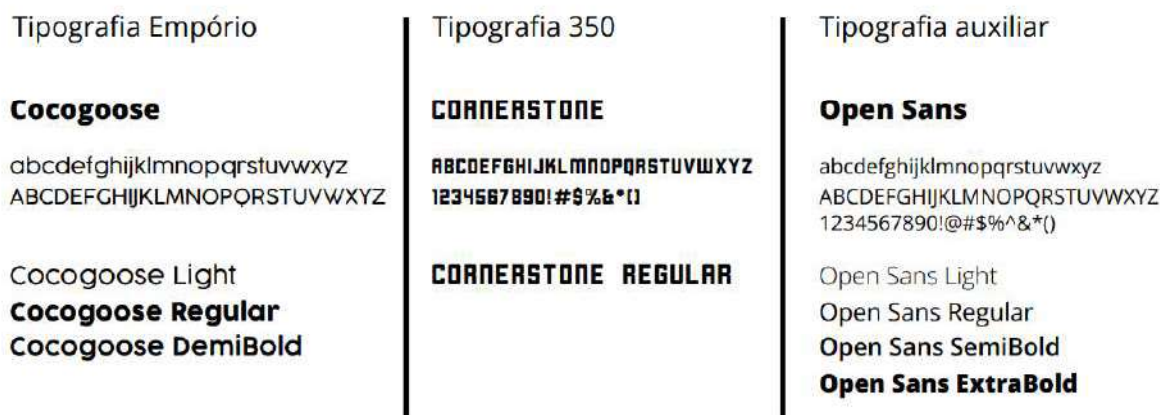 Tipografia Empório
Cocogoose
abcdefghijklmnopqrstuvwxyz
ABCDEFGHIJKLMNOPQRSTUVWXYZ
Cocogoose Light
Cocogoose Regular
Cocogoose DemiBold
Tipografia 350
CORNERSTONE
ABCDEFGHIJKLMNOPQRSTUVWXYZ
1234567890!#$%&*()
CORNERSTONE REGULAR
Tipografia auxiliar
Open Sans
abcdefghijklmnopqrstuvwxyz
ABCDEFGHIJKLMNOPQRSTUVWXYZ
1234567890!@#$%^&*()
Open Sans Light
Open Sans Regular
Open Sans SemiBold
Open Sans ExtraBold